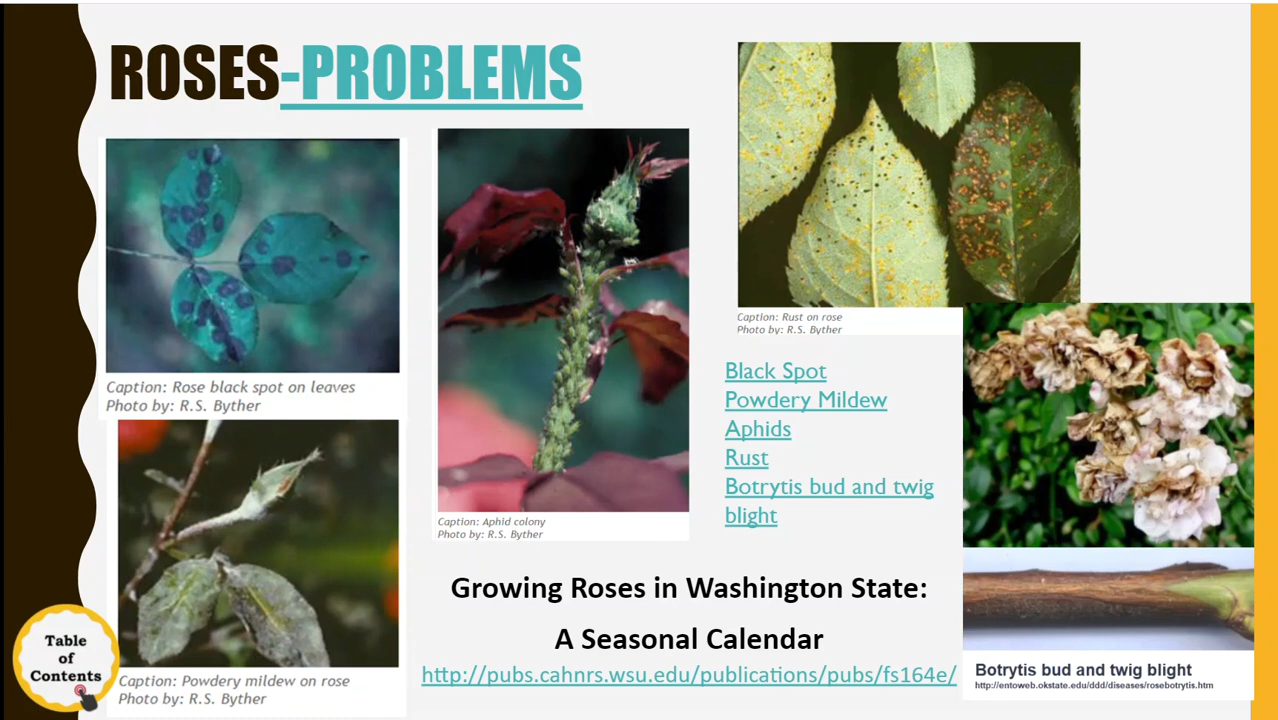 ROSES-PROBLEMS
Caption: Rose black spot on leaves
Photo by: R.S. Byther
Caption: Powdery mildew on rose
Photo by: R.S. Byther
Caption: Aphid colony
Photo by: R.S. Byther
Caption: Rust on rose
Photo by: R.S. Byther
Black Spot
Powdery Mildew
Aphids
Rust
Botrytis bud and twig
blight
Growing Roses in Washington State:
A Seasonal Calendar
http://pubs.cahnrs.wsu.edu/publications/pubs/fs164e/
Botrytis bud and twig blight
http://entoweb.okstate.edu/ddd/diseases/rosebotrytis.htm
Table
of
Contents